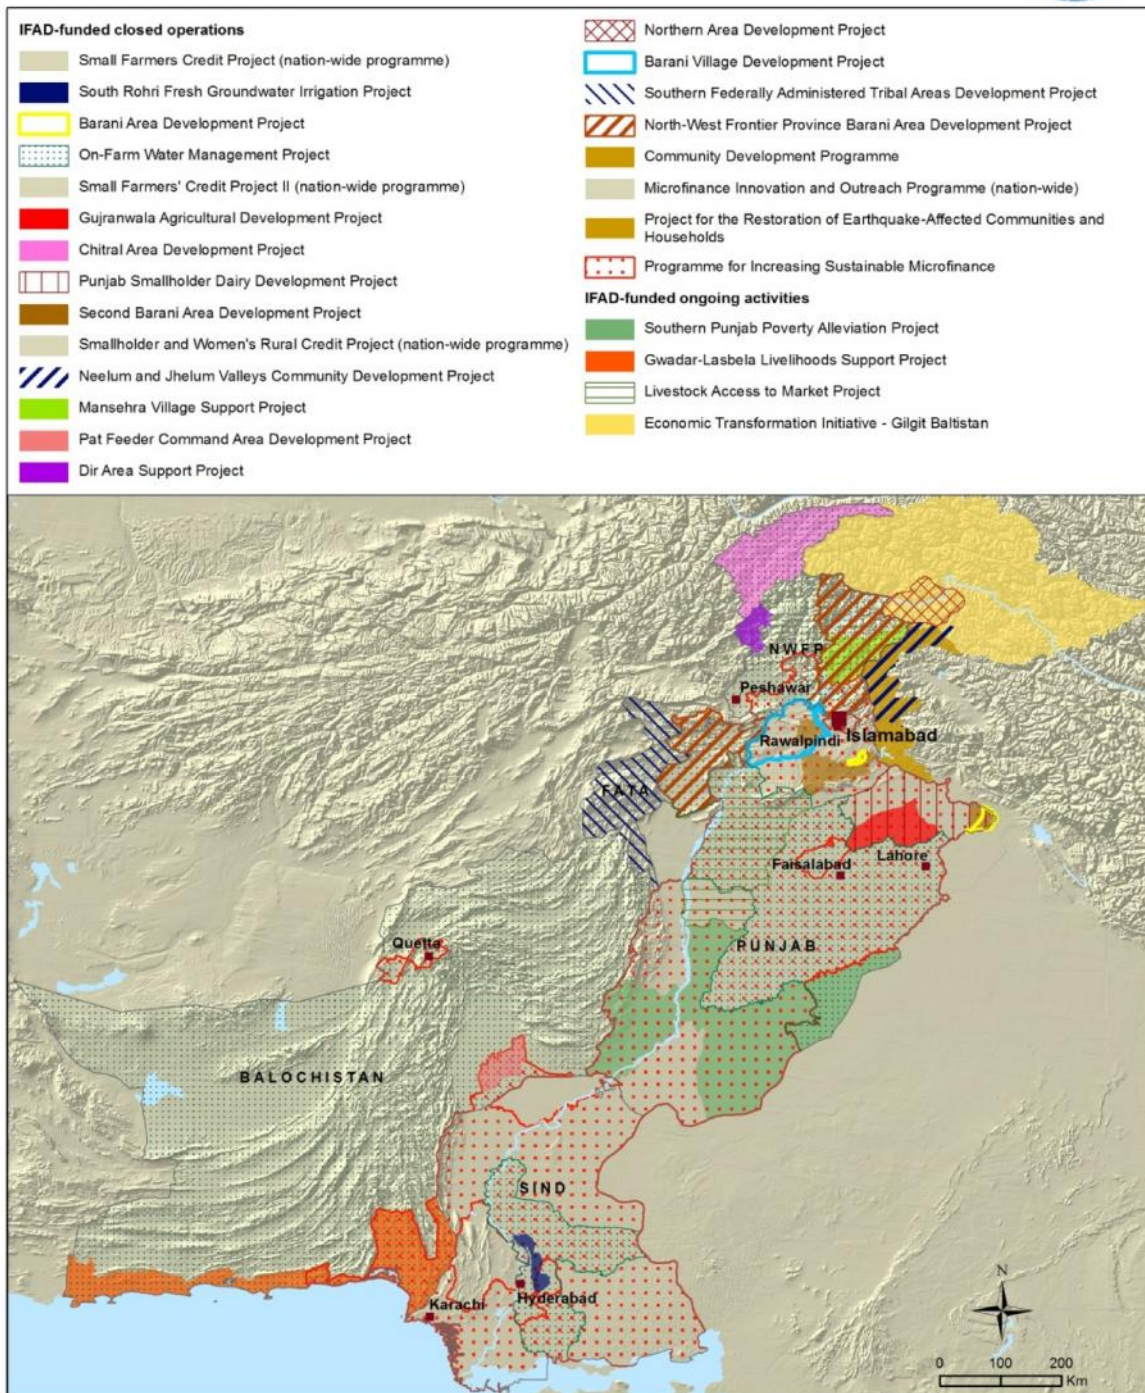 IFAD-funded closed operations
Small Farmers Credit Project (nation-wide programme)
South Rohri Fresh Groundwater Irrigation Project
Barani Area Development Project
On-Farm Water Management Project
Small Farmers' Credit Project II (nation-wide programme)
Gujranwala Agricultural Development Project
Chitral Area Development Project
Punjab Smallholder Dairy Development Project
Second Barani Area Development Project
Smallholder and Women's Rural Credit Project (nation-wide programme)
Neelum and Jhelum Valleys Community Development Project
Mansehra Village Support Project
Pat Feeder Command Area Development Project
Dir Area Support Project
Northern Area Development Project
Barani Village Development Project
Southern Federally Administered Tribal Areas Development Project
North-West Frontier Province Barani Area Development Project
Community Development Programme
Microfinance Innovation and Outreach Programme (nation-wide)
Project for the Restoration of Earthquake-Affected Communities and
Households
Programme for Increasing Sustainable Microfinance
IFAD-funded ongoing activities
Southern Punjab Poverty Alleviation Project
Gwadar-Lasbela Livelihoods Support Project
Livestock Access to Market Project
Economic Transformation Initiative - Gilgit Baltistan
NWFP
Peshawar
Rawalpindi
Islamabad
FATA
Faisalabad
Lahore
Quetta
PUNJAB
BALOCHISTAN
SIND
Karachi
Hyderabad
N
0 100 200
Km